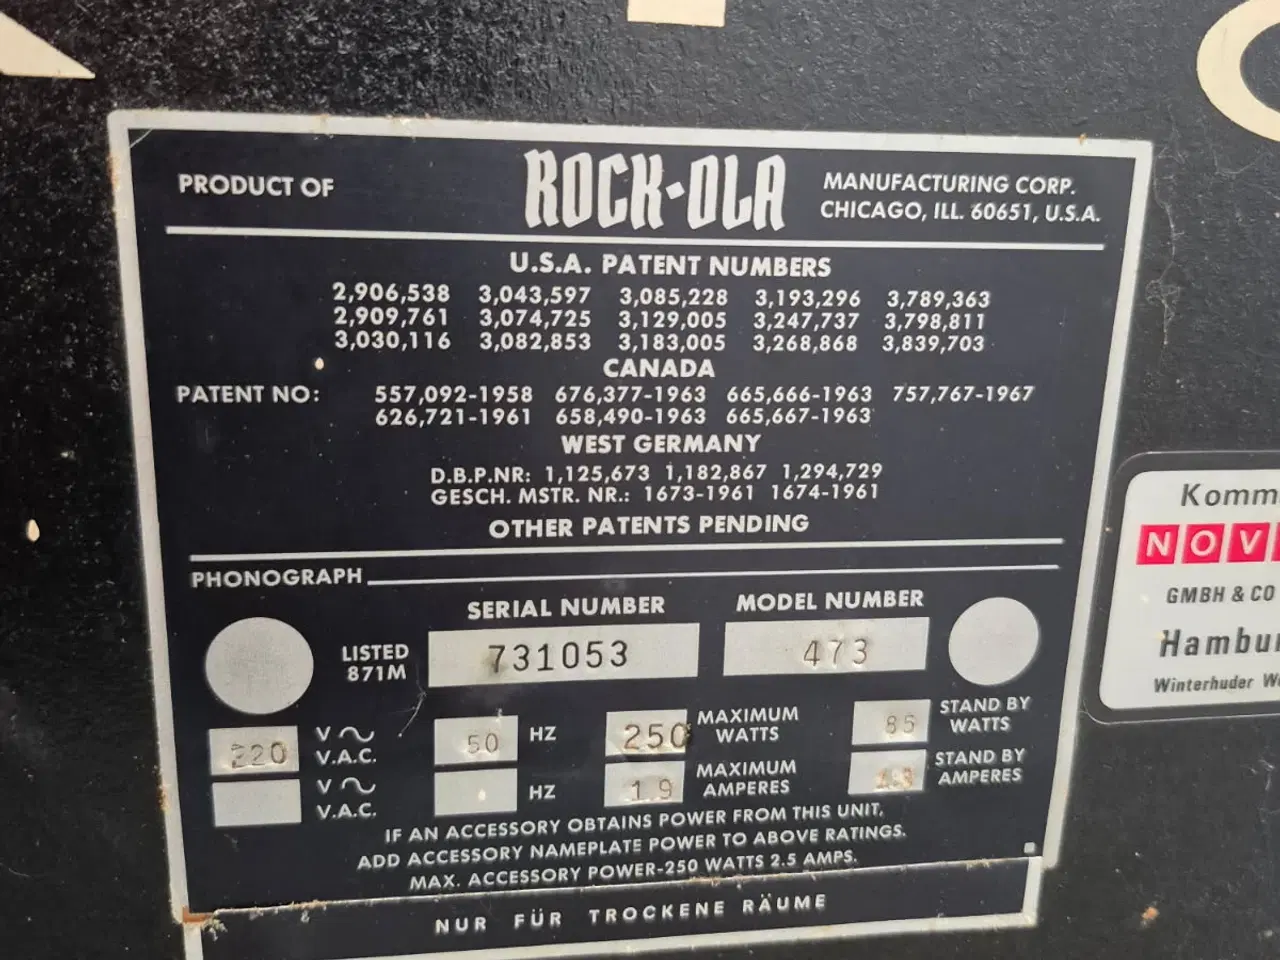 PRODUCT OF ROCK-OLA MANUFACTURING CORP.
CHICAGO, ILL. 60651, U.S.A.
U.S.A. PATENT NUMBERS
2,906,538 3,043,597 3,085,228 3,193,296 3,789,363
2,909,761 3,074,725 3,129,005 3,247,737 3,798,811
3,030,116 3,082,853 3,183,005 3,268,868 3,839,703
CANADA
PATENT NO: 557,092-1958 676,377-1963 665,666-1963 757,767-1967
626,721-1961 658,490-1963 665,667-1963
WEST GERMANY
D.B.P.NR: 1,125,673 1,182,867 1,294,729
GESCH. MSTR. NR.: 1673-1961 1674-1961
OTHER PATENTS PENDING
PHONOGRAPH
SERIAL NUMBER MODEL NUMBER
LISTED 871M 731053 473
220 V∿ V.A.C. 50 HZ 250 MAXIMUM WATTS 85 STAND BY WATTS
V∿ V.A.C. HZ 1.9 MAXIMUM AMPERES STAND BY AMPERES
IF AN ACCESSORY OBTAINS POWER FROM THIS UNIT,
ADD ACCESSORY NAMEPLATE POWER TO ABOVE RATINGS.
MAX. ACCESSORY POWER-250 WATTS 2.5 AMPS.
NUR FÜR TROCKENE RÄUME
Komm
NOV
GMBH & CO
Hambu
Winterhuder